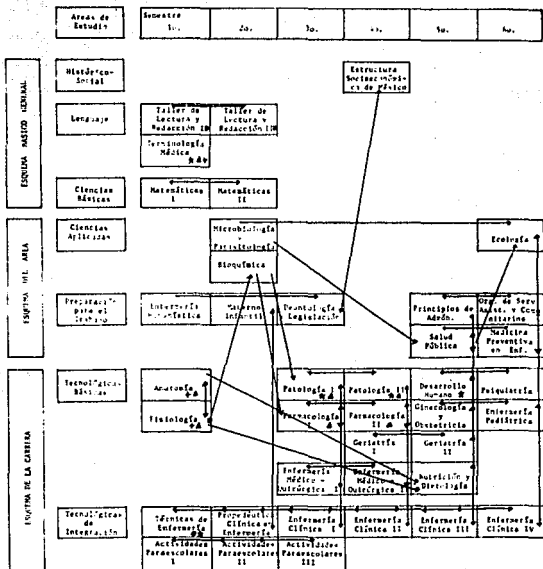 Areas de
Estudio
Semestre
1o.
2o.
3o.
4o.
5o.
6o.
ESQUEMA BASICO GENERAL
Histórico-
Social
Estructura
Socioeconómi-
ca de México
Lenguaje
Taller de
Lectura y
Redacción I
Taller de
Lectura y
Redacción II
Terminología
Médica
Ciencias
Básicas
Matemáticas
I
Matemáticas
II
ESQUEMA DEL AREA
Ciencias
Aplicadas
Microbiología
y
Parasitología
Bioquímica
Ecología
Preparación
para el
Trabajo
Enfermería
Materno
Infantil
Deontología
Legislación
Principios de
Admón.
Org. de Serv.
Salud
Pública
Medicina
Preventiva
en Enf.
ESQUEMA DE LA CARRERA
Tecnológicas
Básicas
Anatomía
Fisiología
Patología I
Patología II
Desarrollo
Humano
Psiquiatría
Farmacología
I
Farmacología
II
Ginecología
y
Obstetricia
Enfermería
Pediátrica
Geriatría
I
Geriatría
II
Enfermería
Médico -
Quirúrgica I
Enfermería
Médico -
Quirúrgica
Nutrición y
Dietología
Tecnológicas
de
Integración
Técnicas de
Enfermería
Propedéutica
Clínica en
Enfermería
Enfermería
Clínica I
Enfermería
Clínica II
Enfermería
Clínica III
Enfermería
Clínica IV
Actividades
Paraescolares
I
Actividades
Paraescolares
II
Actividades
Paraescolares
III